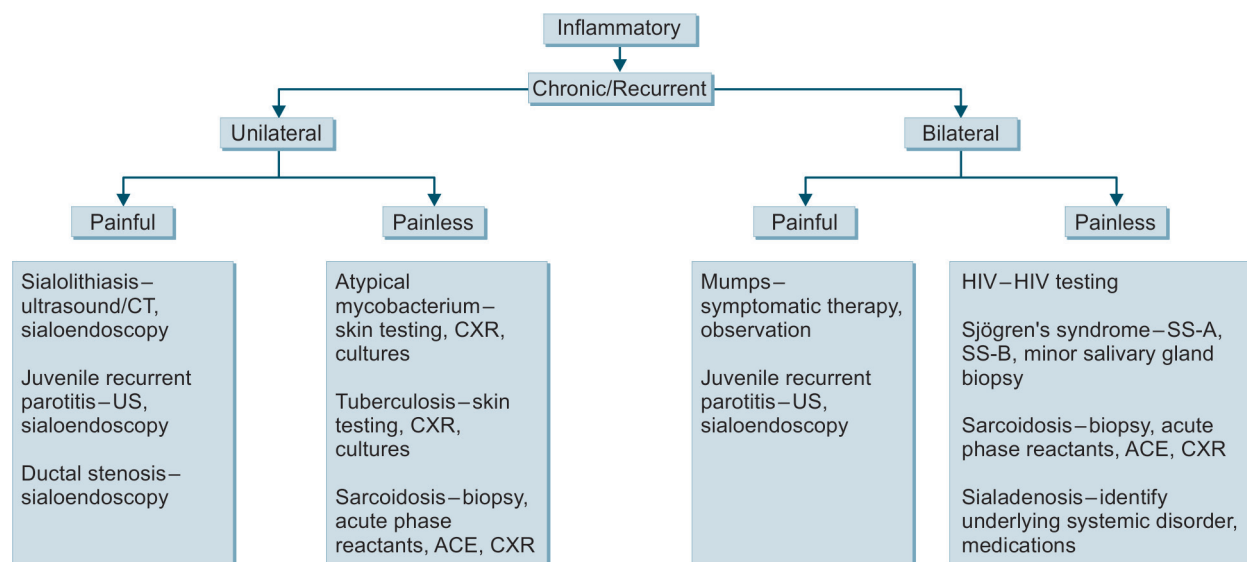 Inflammatory
Chronic/Recurrent
Unilateral
Bilateral
Painful
Painless
Painful
Painless
Sialolithiasis–
ultrasound/CT,
sialoendoscopy
Juvenile recurrent
parotitis–US,
sialoendoscopy
Ductal stenosis–
sialoendoscopy
Atypical
mycobacterium–
skin testing, CXR,
cultures
Tuberculosis–skin
testing, CXR,
cultures
Sarcoidosis–biopsy,
acute phase
reactants, ACE, CXR
Mumps–
symptomatic therapy,
observation
Juvenile recurrent
parotitis–US,
sialoendoscopy
HIV–HIV testing
Sjögren's syndrome–SS-A,
SS-B, minor salivary gland
biopsy
Sarcoidosis–biopsy, acute
phase reactants, ACE, CXR
Sialadenosis–identify
underlying systemic disorder,
medications